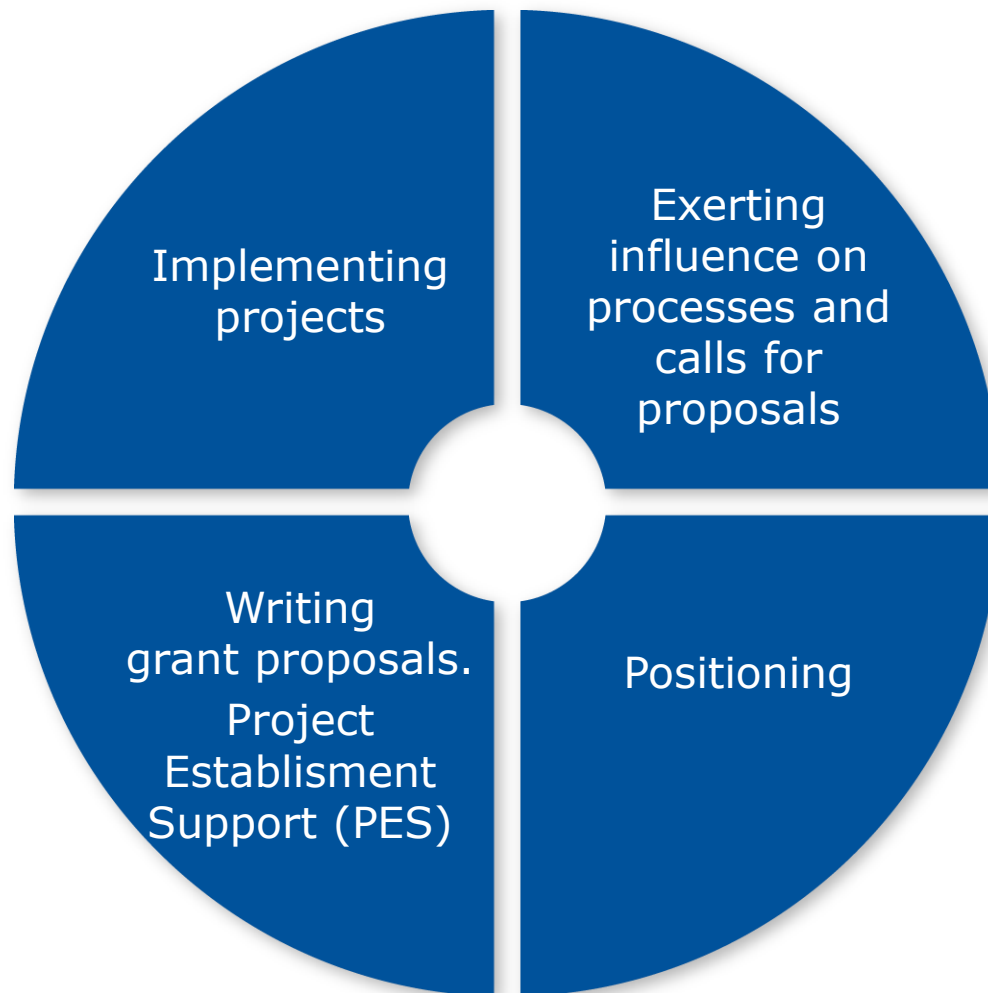 Implementing
projects
Exerting
influence on
processes and
calls for
proposals
Writing
grant proposals.
Project
Establisment
Support (PES)
Positioning